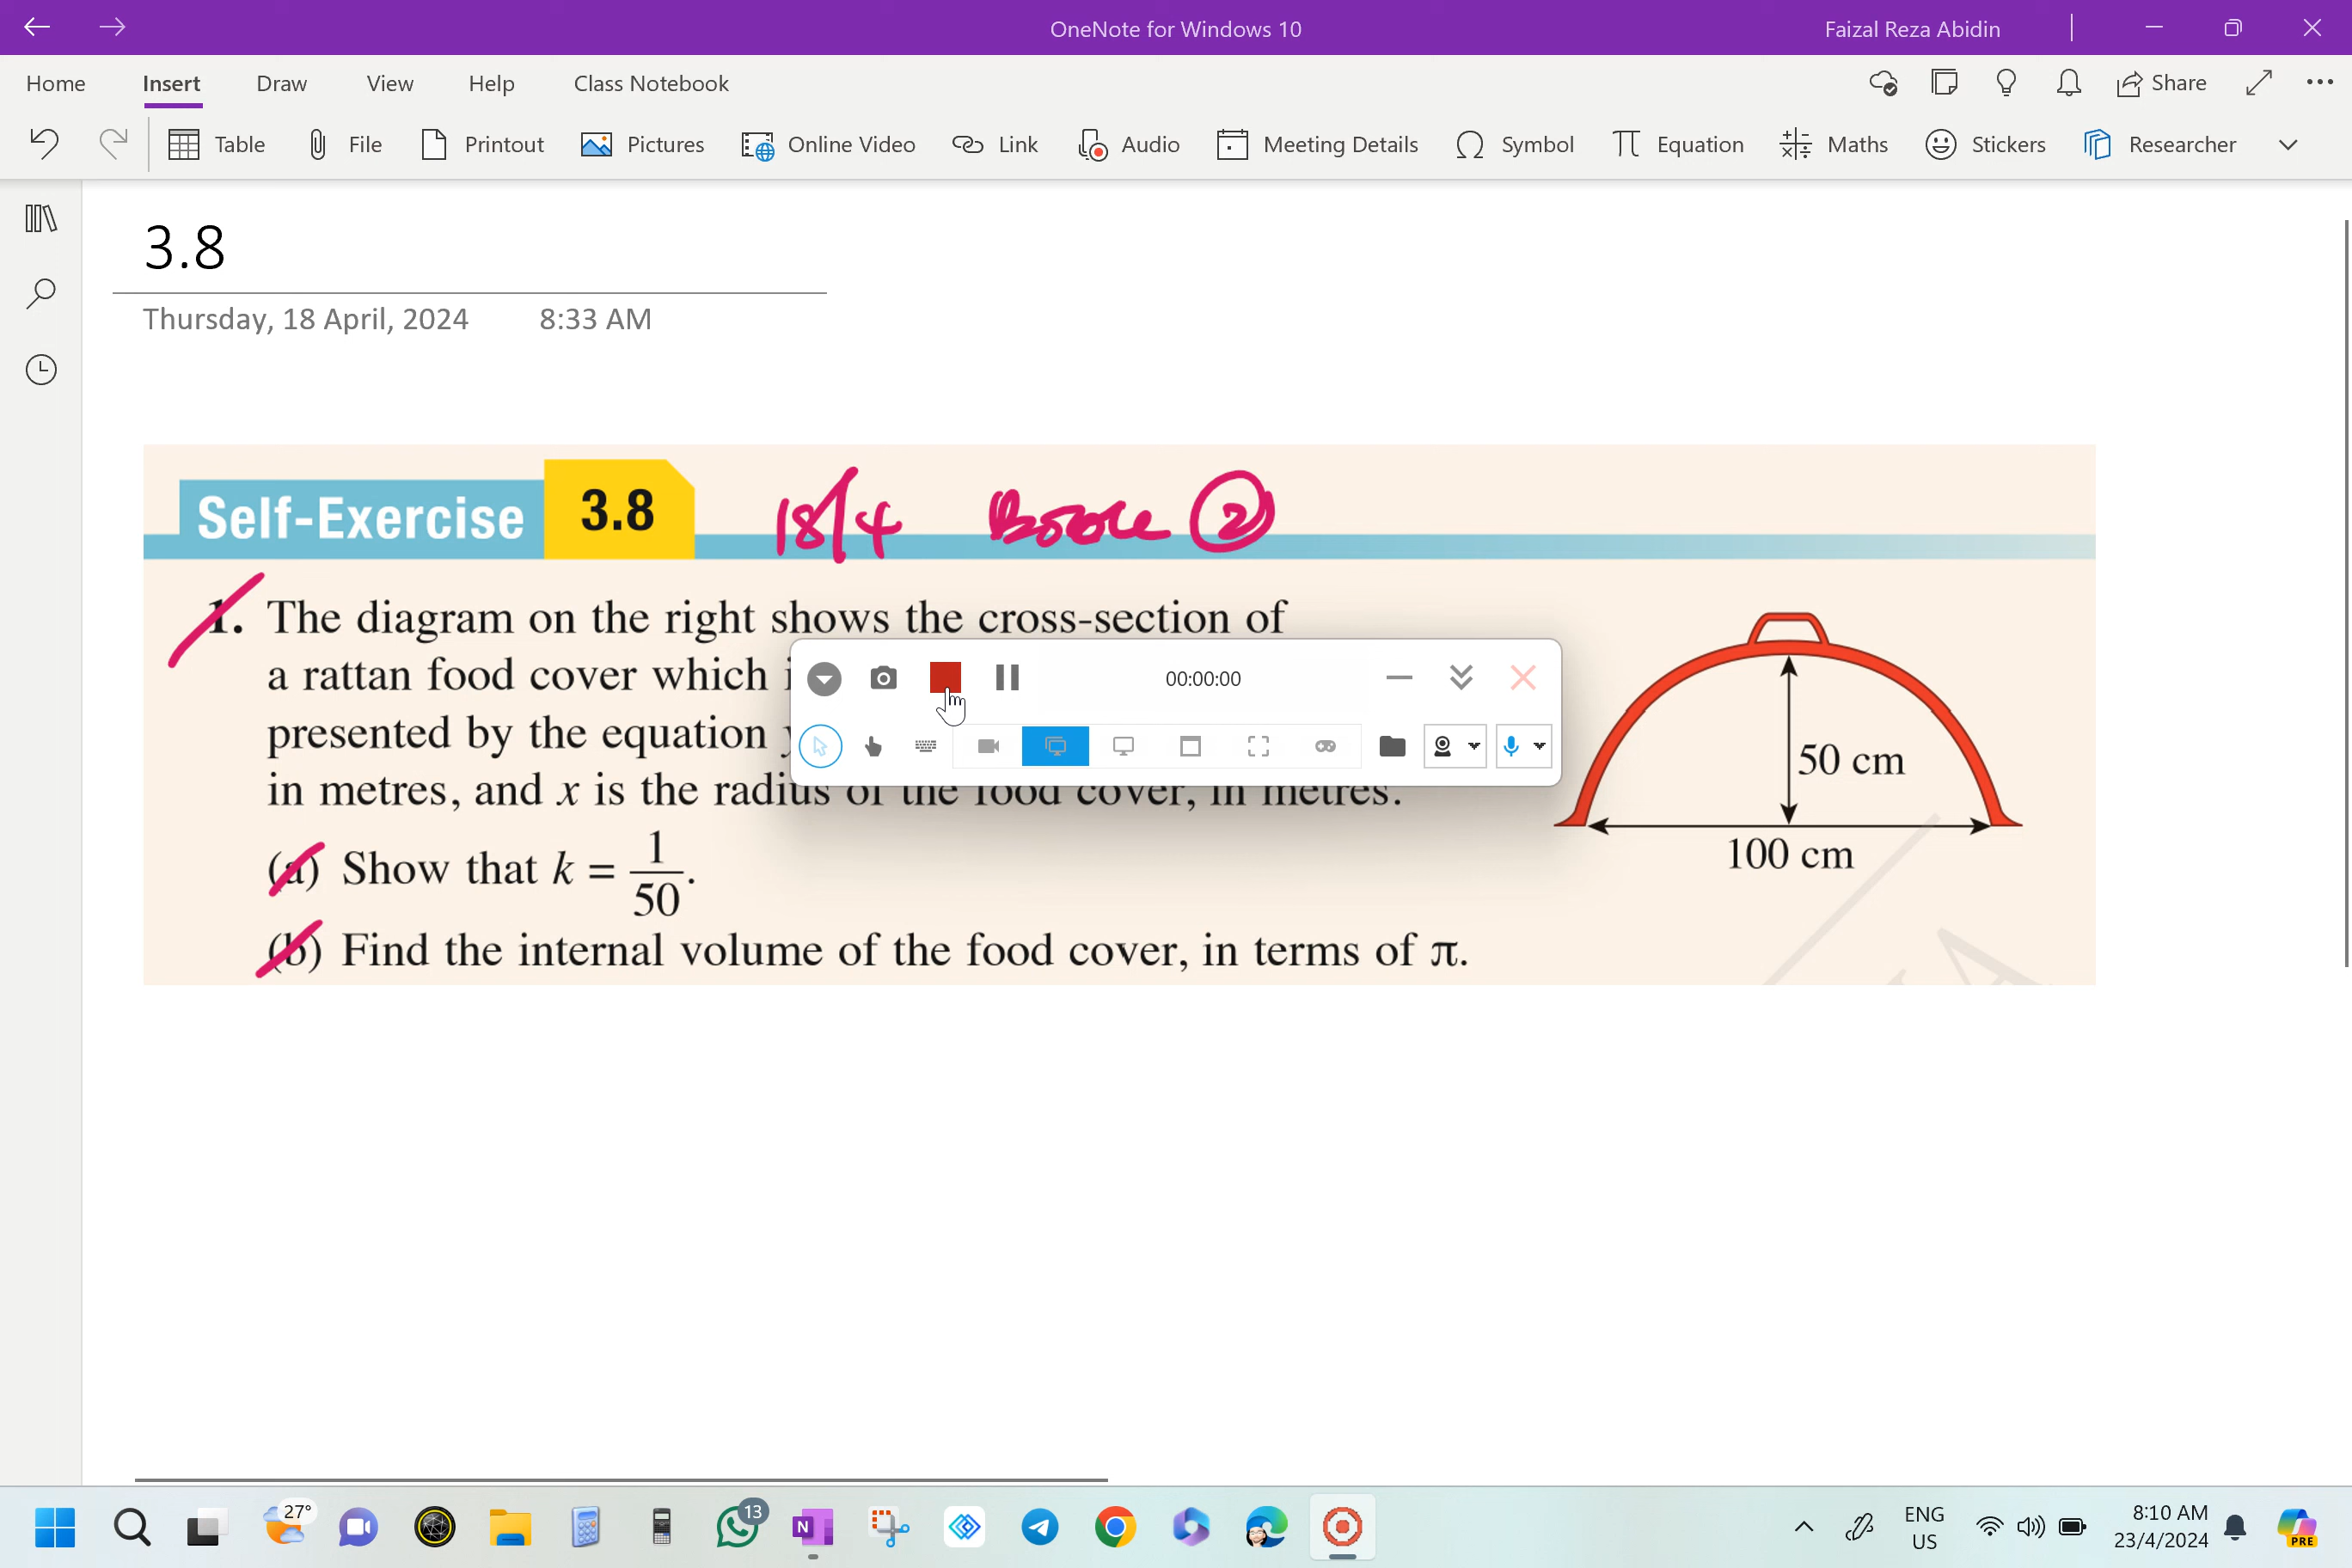 OneNote for Windows 10
Faizal Reza Abidin
Home Insert Draw View Help Class Notebook
Share
Table File Printout Pictures Online Video Link Audio Meeting Details Symbol Equation Maths Stickers Researcher
3.8
Thursday, 18 April, 2024 8:33 AM
Self-Exercise 3.8 18/4 Book 2
1. The diagram on the right shows the cross-section of
a rattan food cover which i
presented by the equation
in metres, and x is the radius of the food cover, in metres.
00:00:00
50 cm
100 cm
(a) Show that k = 1/50.
(b) Find the internal volume of the food cover, in terms of π.
27°
13
N
ENG
US
8:10 AM
23/4/2024
PRE